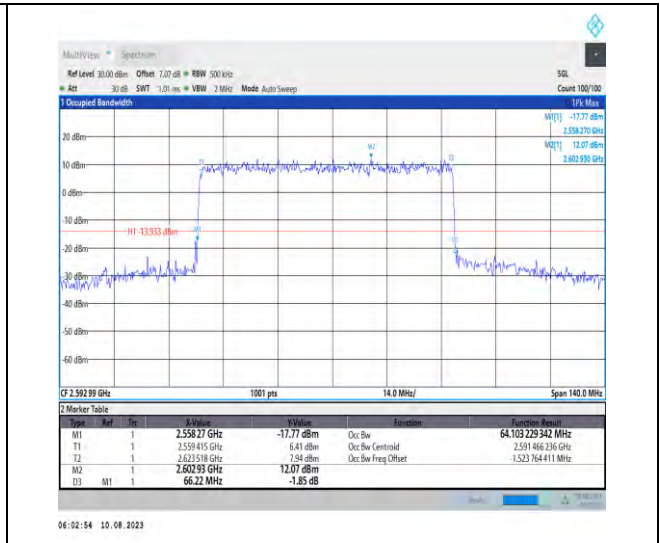 MultiView Spectrum
Ref Level 30.00 dBm Offset 7.07 dB RBW 500 kHz SGL
Att 30 dB SWT 1.01 ms VBW 2 MHz Mode Auto Sweep Count 100/100
1 Occupied Bandwidth 1Pk Max
M1[1] -17.77 dBm
2.558 270 GHz
20 dBm
M2[1] 12.07 dBm
2.602 930 GHz
M2
T1 T2
10 dBm
0 dBm
-10 dBm
H1 -13.933 dBm M1
-20 dBm
-30 dBm
-40 dBm
-50 dBm
-60 dBm
CF 2.592 99 GHz 1001 pts 14.0 MHz/ Span 140.0 MHz
2 Marker Table
Type Ref Trc X-Value Y-Value Function Function Result
M1 1 2.558 27 GHz -17.77 dBm Occ Bw 64.103 229 342 MHz
T1 1 2.559 415 GHz 6.41 dBm Occ Bw Centroid 2.591 466 236 GHz
T2 1 2.623 518 GHz 7.94 dBm Occ Bw Freq Offset -1.523 764 411 MHz
M2 1 2.602 93 GHz 12.07 dBm
D3 M1 1 66.22 MHz -1.85 dB
06:02:54 10.08.2023